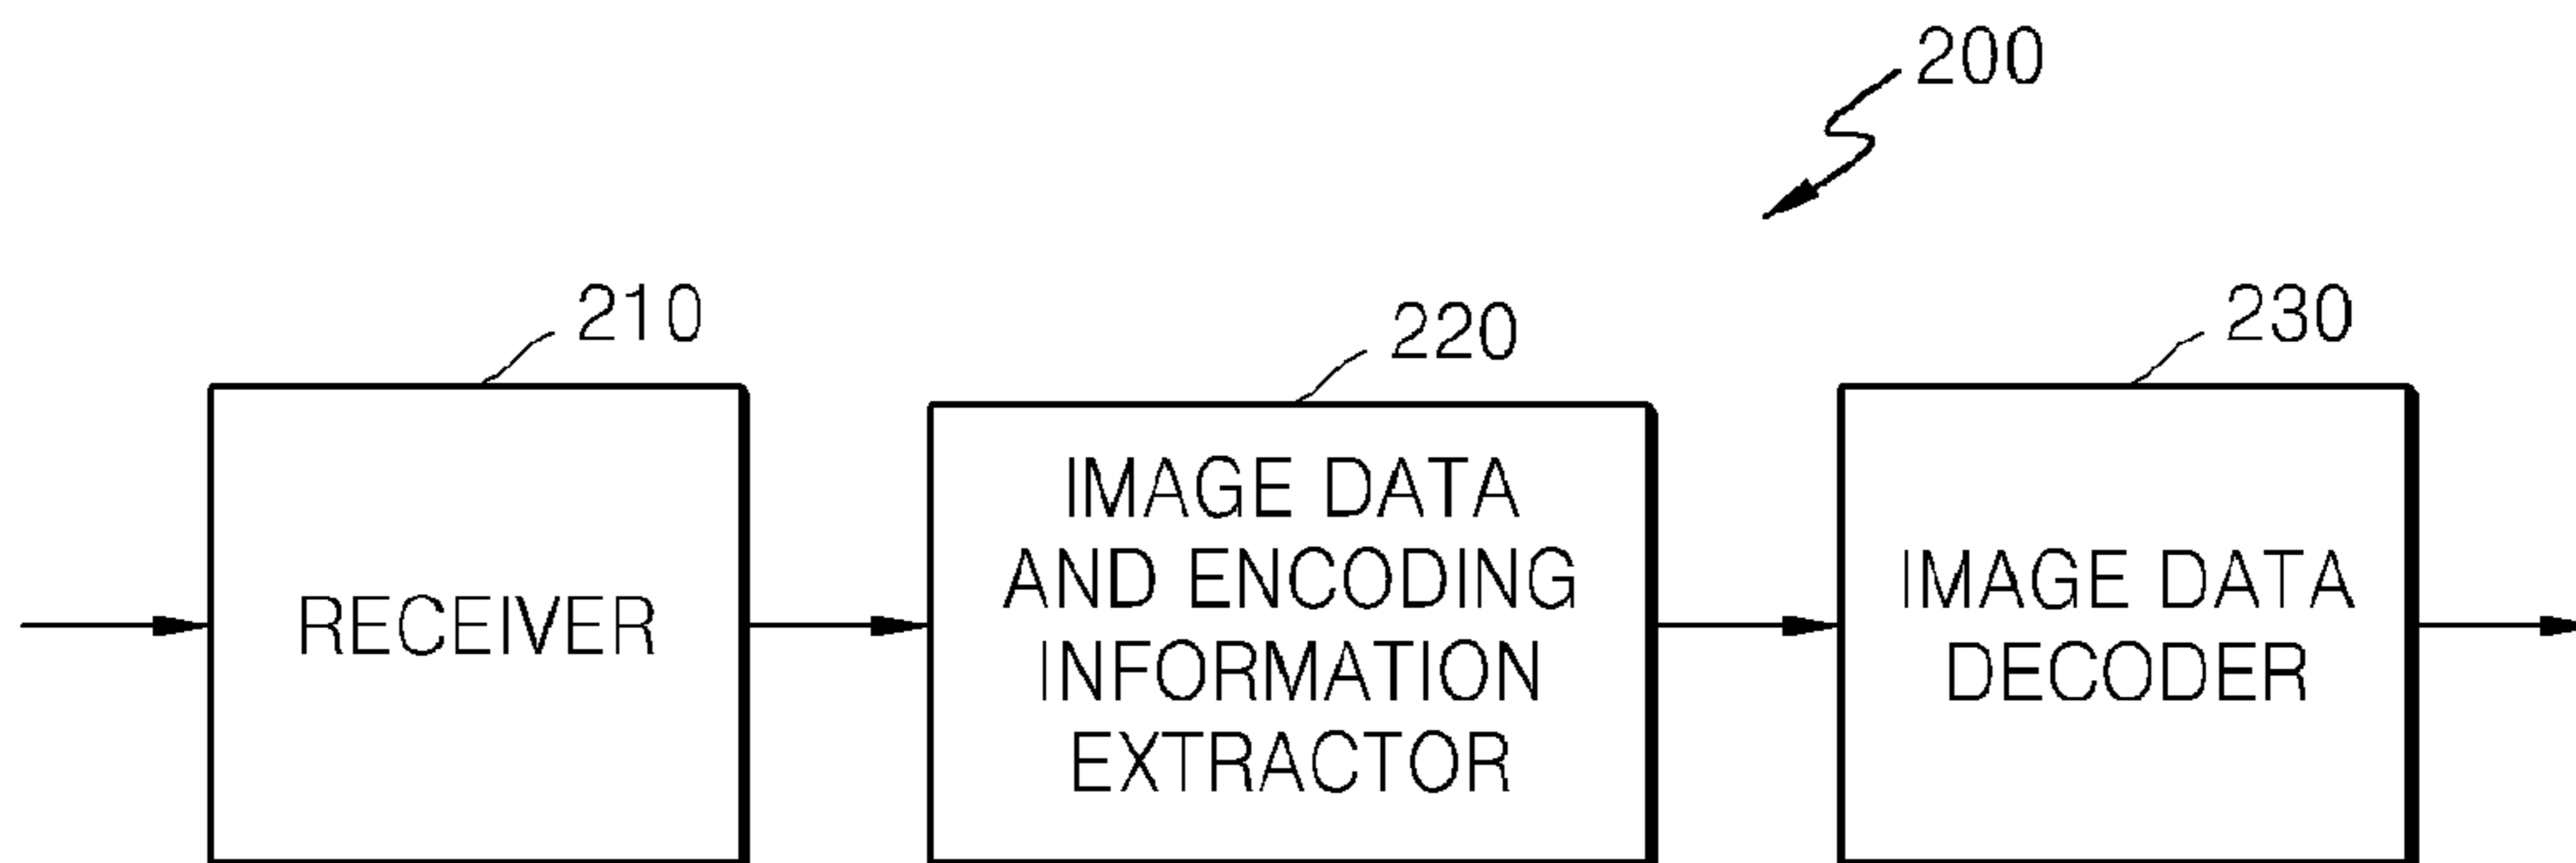 200
210
220
230
RECEIVER
IMAGE DATA
AND ENCODING
INFORMATION
EXTRACTOR
IMAGE DATA
DECODER